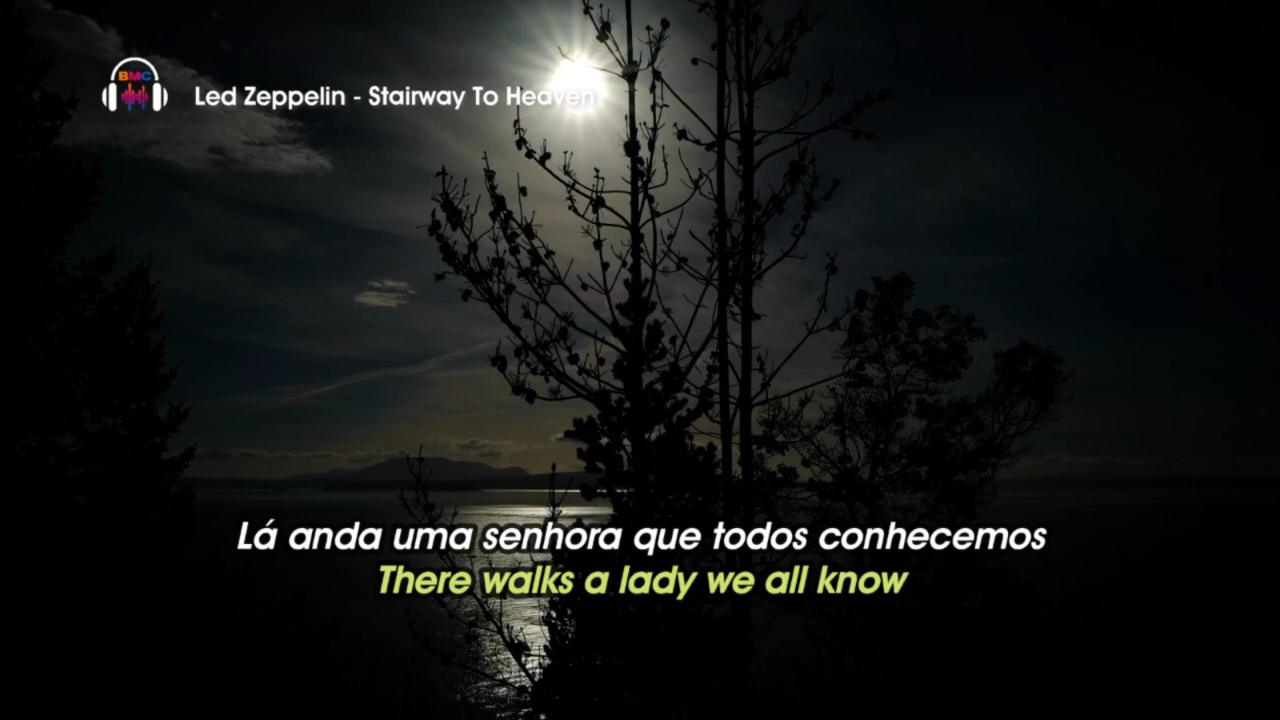 BMC
Led Zeppelin - Stairway To Heaven
Lá anda uma senhora que todos conhecemos
There walks a lady we all know